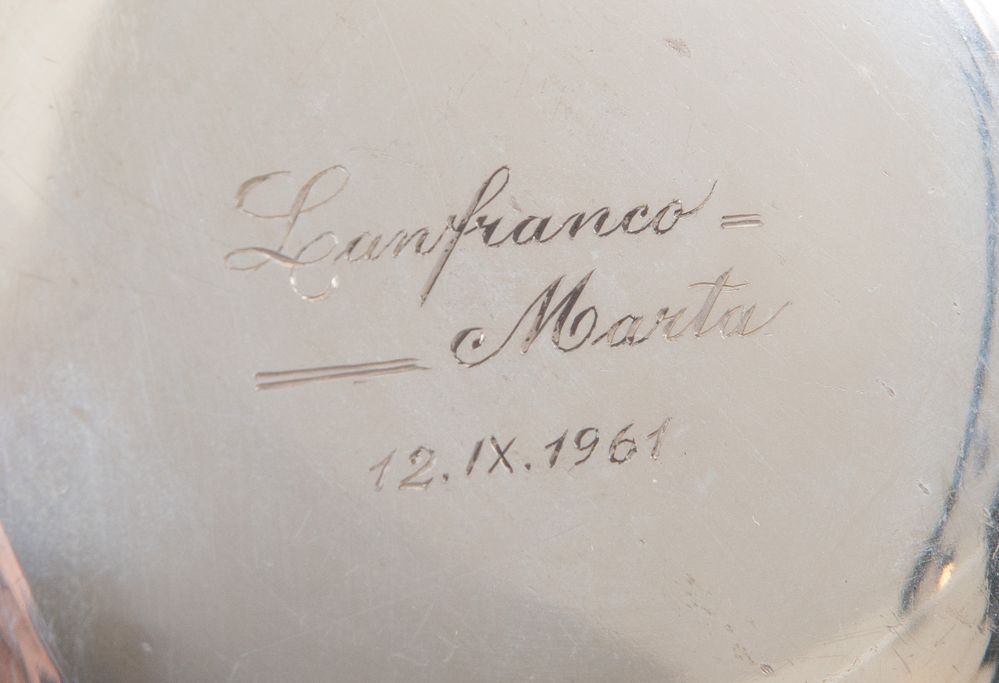 Lanfranco =
Marta
12.IX.1961